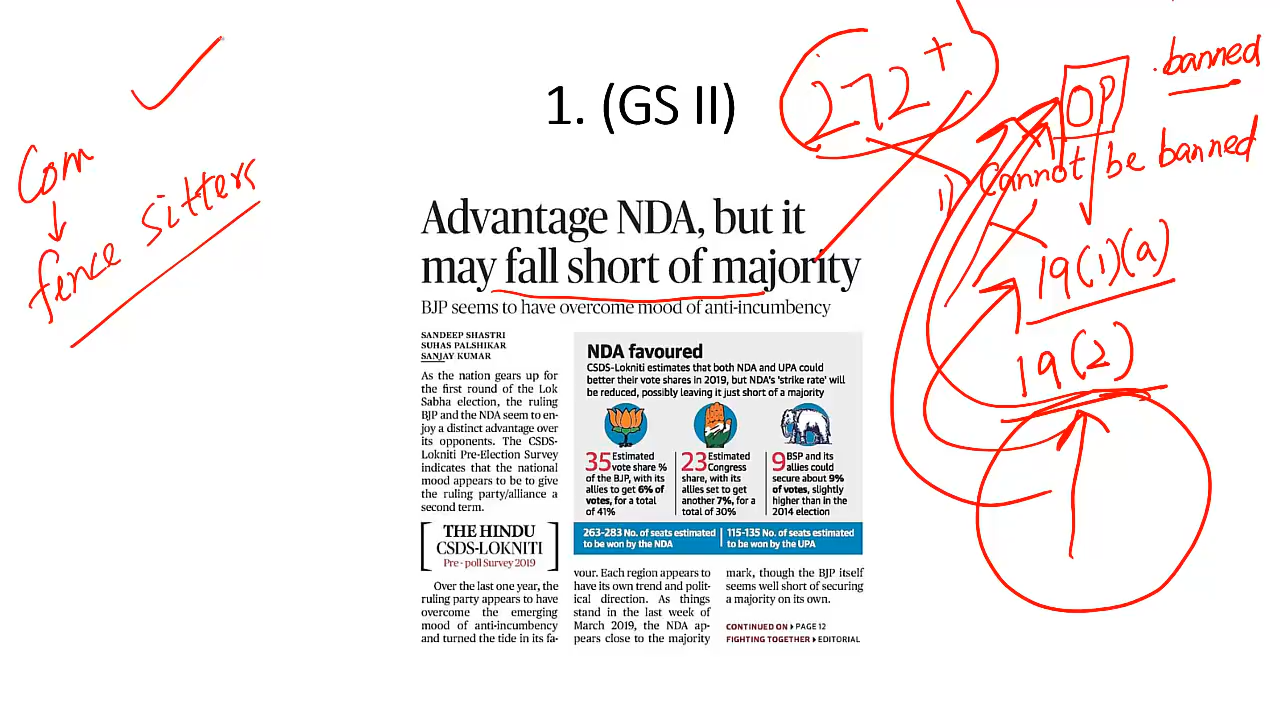 1. (GS II)
272+
OP
banned
1) Cannot be banned
19(1)(a)
19(2)
Com
fence sitters
Advantage NDA, but it
may fall short of majority
BJP seems to have overcome mood of anti-incumbency
SANDEEP SHASTRI
SUHAS PALSHIKAR
SANJAY KUMAR
As the nation gears up for
the first round of the Lok
Sabha election, the ruling
BJP and the NDA seem to en-
joy a distinct advantage over
its opponents. The CSDS-
Lokniti Pre-Election Survey
indicates that the national
mood appears to be to give
the ruling party/alliance a
second term.
THE HINDU
CSDS-LOKNITI
Pre - poll Survey 2019
Over the last one year, the
ruling party appears to have
overcome the emerging
mood of anti-incumbency
and turned the tide in its fa-
NDA favoured
CSDS-Lokniti estimates that both NDA and UPA could
better their vote shares in 2019, but NDA's 'strike rate' will
be reduced, possibly leaving it just short of a majority
35 Estimated
vote share %
of the BJP, with its
allies to get 6% of
votes, for a total
of 41%
23 Estimated
Congress
share, with its
allies set to get
another 7%, for a
total of 30%
9 BSP and its
allies could
secure about 9%
of votes, slightly
higher than in the
2014 election
263-283 No. of seats estimated
to be won by the NDA
115-135 No. of seats estimated
to be won by the UPA
vour. Each region appears to
have its own trend and polit-
ical direction. As things
stand in the last week of
March 2019, the NDA ap-
pears close to the majority
mark, though the BJP itself
seems well short of securing
a majority on its own.
CONTINUED ON PAGE 12
FIGHTING TOGETHER EDITORIAL